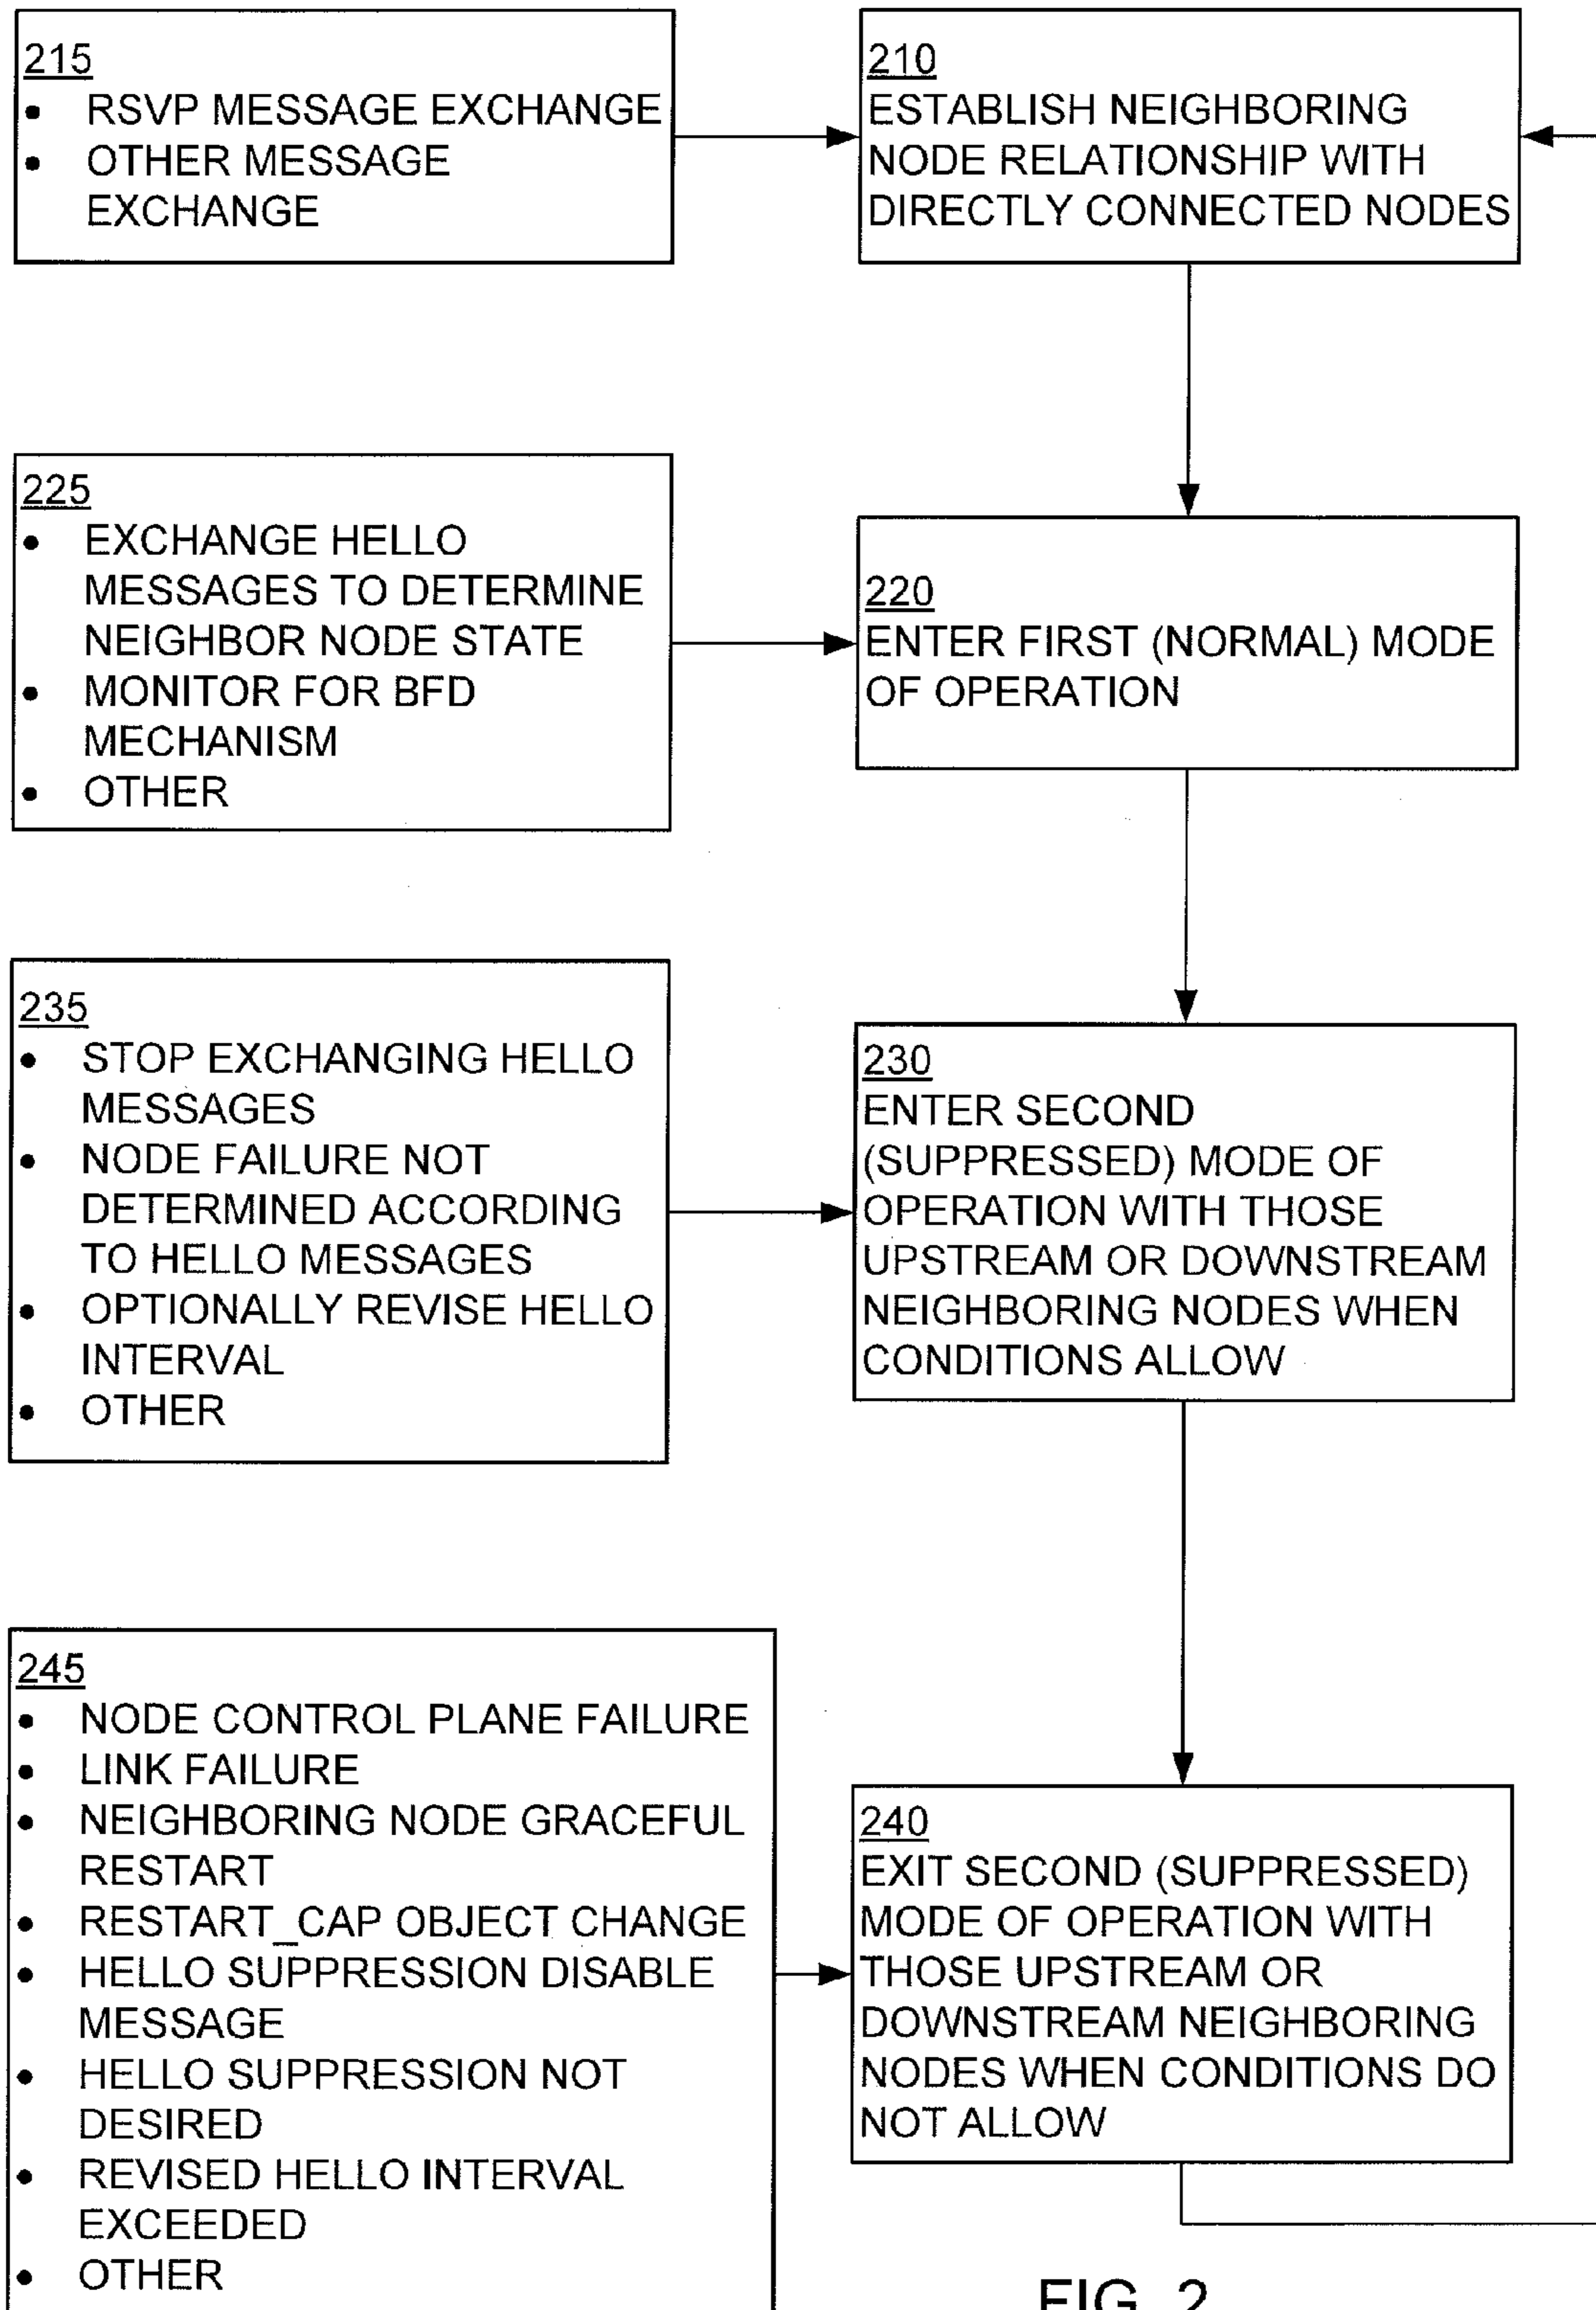 215
• RSVP MESSAGE EXCHANGE
• OTHER MESSAGE
EXCHANGE
210
ESTABLISH NEIGHBORING
NODE RELATIONSHIP WITH
DIRECTLY CONNECTED NODES
225
• EXCHANGE HELLO
MESSAGES TO DETERMINE
NEIGHBOR NODE STATE
• MONITOR FOR BFD
MECHANISM
• OTHER
220
ENTER FIRST (NORMAL) MODE
OF OPERATION
235
• STOP EXCHANGING HELLO
MESSAGES
• NODE FAILURE NOT
DETERMINED ACCORDING
TO HELLO MESSAGES
• OPTIONALLY REVISE HELLO
INTERVAL
• OTHER
230
ENTER SECOND
(SUPPRESSED) MODE OF
OPERATION WITH THOSE
UPSTREAM OR DOWNSTREAM
NEIGHBORING NODES WHEN
CONDITIONS ALLOW
245
• NODE CONTROL PLANE FAILURE
• LINK FAILURE
• NEIGHBORING NODE GRACEFUL
RESTART
• RESTART_CAP OBJECT CHANGE
• HELLO SUPPRESSION DISABLE
MESSAGE
• HELLO SUPPRESSION NOT
DESIRED
• REVISED HELLO INTERVAL
EXCEEDED
• OTHER
240
EXIT SECOND (SUPPRESSED)
MODE OF OPERATION WITH
THOSE UPSTREAM OR
DOWNSTREAM NEIGHBORING
NODES WHEN CONDITIONS DO
NOT ALLOW
FIG. 2